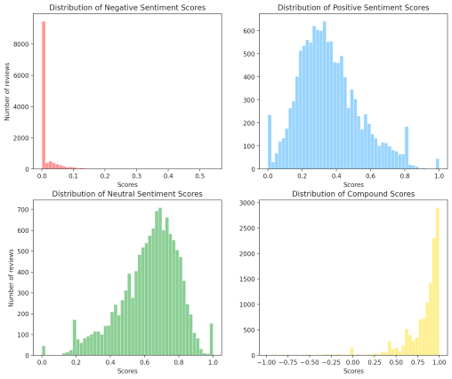 Distribution of Negative Sentiment Scores
Number of reviews
8000
6000
4000
2000
0
0.0 0.1 0.2 0.3 0.4 0.5
Scores
Distribution of Positive Sentiment Scores
600
500
400
300
200
100
0
0.0 0.2 0.4 0.6 0.8 1.0
Scores
Distribution of Neutral Sentiment Scores
Number of reviews
700
600
500
400
300
200
100
0
0.0 0.2 0.4 0.6 0.8 1.0
Scores
Distribution of Compound Scores
3000
2500
2000
1500
1000
500
0
−1.00 −0.75 −0.50 −0.25 0.00 0.25 0.50 0.75 1.00
Scores